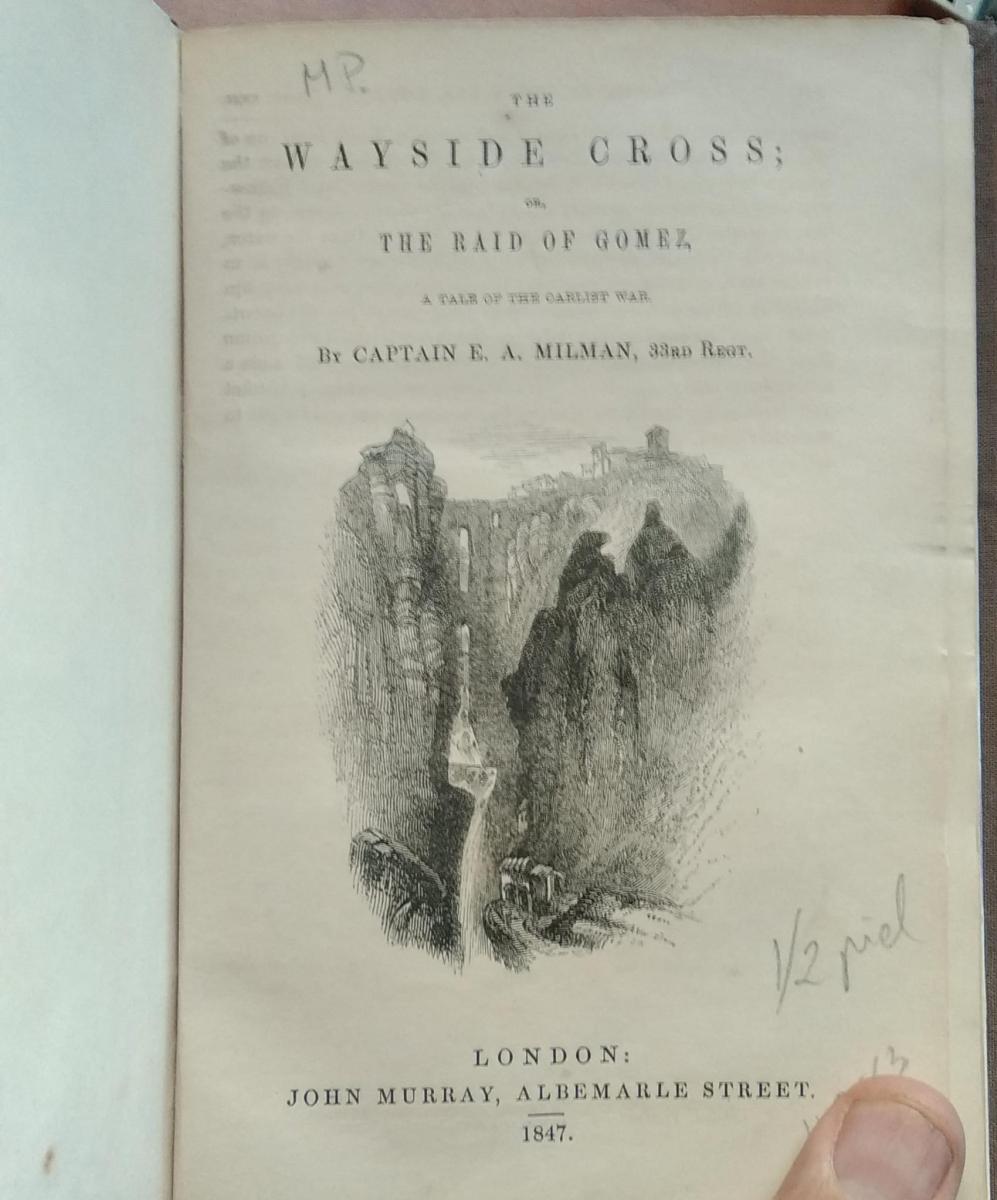 MP.
THE
WAYSIDE CROSS;
OR,
THE RAID OF GOMEZ,
A TALE OF THE CARLIST WAR.
BY CAPTAIN E. A. MILMAN, 33RD REGT.
1/2 piel
LONDON:
JOHN MURRAY, ALBEMARLE STREET.
1847.